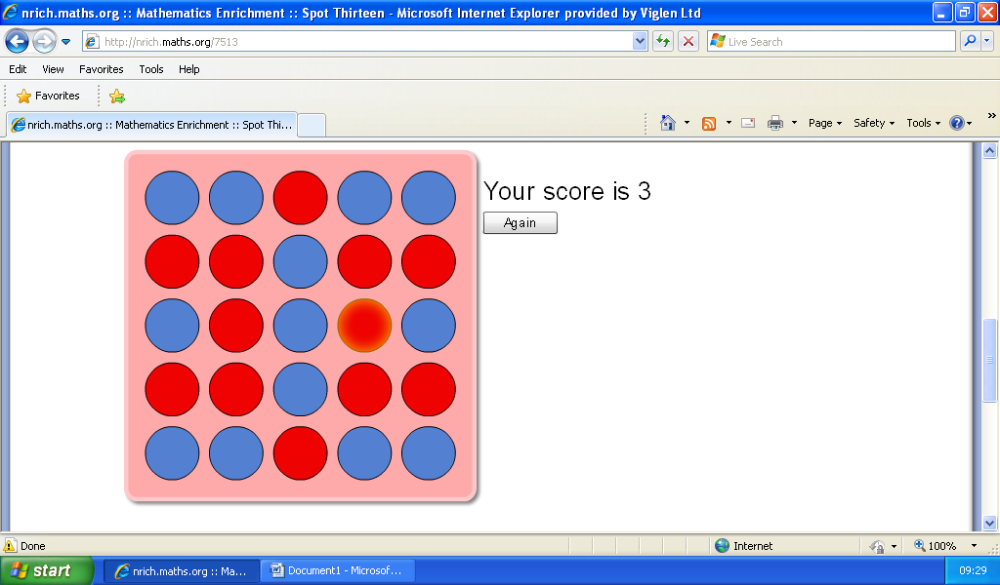 nrich.maths.org :: Mathematics Enrichment :: Spot Thirteen - Microsoft Internet Explorer provided by Viglen Ltd
http://nrich.maths.org/7513
Live Search
Edit View Favorites Tools Help
Favorites
nrich.maths.org :: Mathematics Enrichment :: Spot Thi...
Page Safety Tools »
Your score is 3
Again
Done Internet 100%
start nrich.maths.org :: Ma... Document1 - Microsof... 09:29